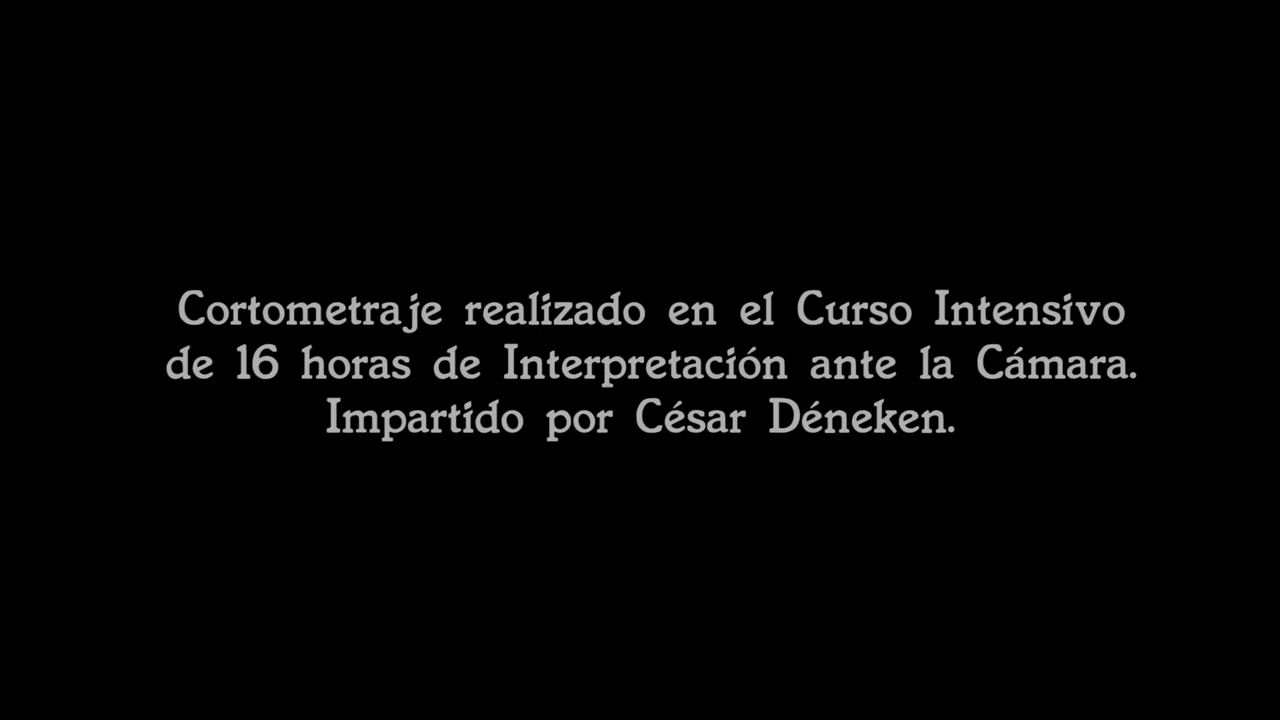 Cortometraje realizado en el Curso Intensivo
de 16 horas de Interpretación ante la Cámara.
Impartido por César Déneken.